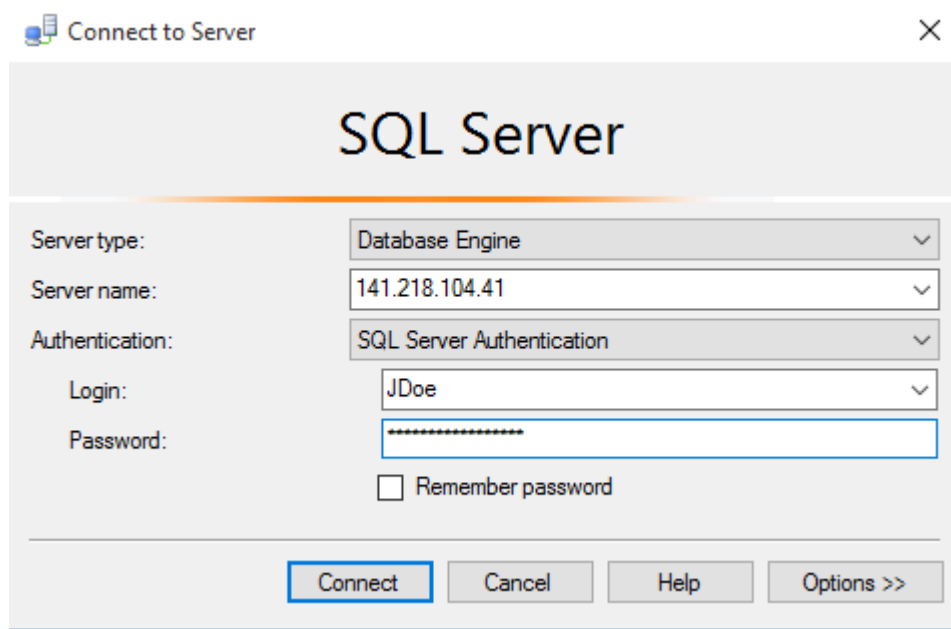 Connect to Server
SQL Server
Server type: Database Engine
Server name: 141.218.104.41
Authentication: SQL Server Authentication
Login: JDoe
Password: *****************
Remember password
Connect Cancel Help Options >>